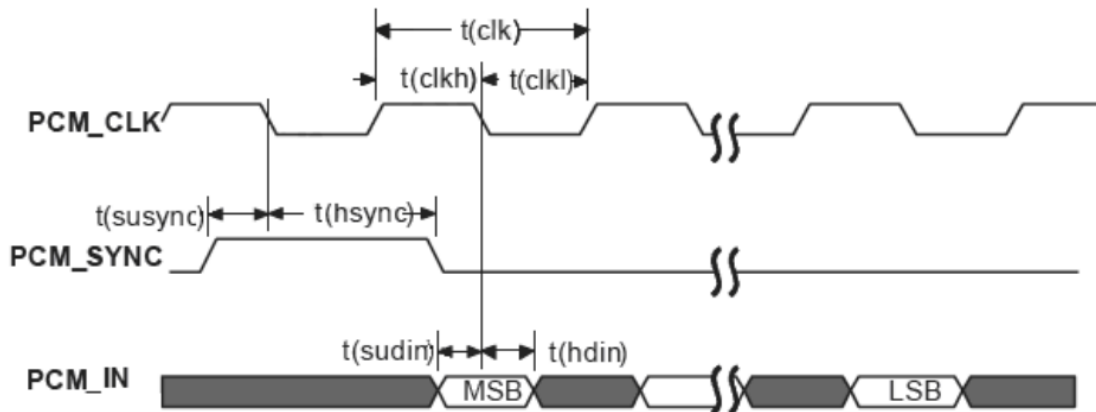 t(clk)
t(clkh) t(clkl)
PCM_CLK
t(susync) t(hsync)
PCM_SYNC
t(sudin) t(hdin)
PCM_IN MSB LSB